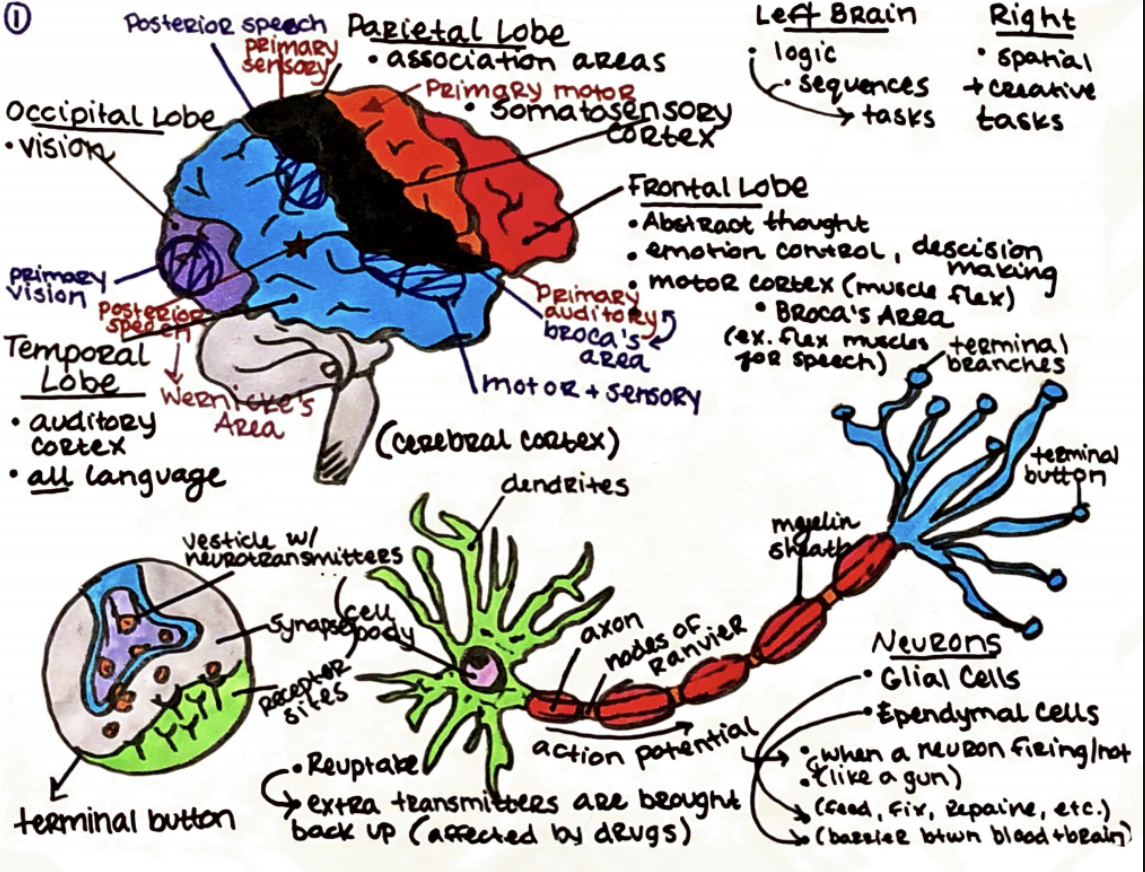 ①
Posterior speech
primary
sensory
Parietal Lobe
• association areas
Primary motor
• Somatosensory
cortex
Left Brain
• logic
• sequences
tasks
Right
• spatial
+ creative
tasks
Occipital Lobe
• vision
Frontal Lobe
• Abstract thought
• emotion control, descision
making
• motor cortex (muscle flex)
• Broca's Area
(ex. flex muscles
for speech)
primary
vision
Posterior
speech
Wernicke's
Area
Primary
auditory
broca's
area
motor + sensory
Temporal
Lobe
• auditory
cortex
• all language
(cerebral cortex)
terminal
branches
terminal
button
dendrites
myelin
sheath
vesticle w/
neurotransmitters
Synapse
cell
body
receptor
sites
axon
nodes of
Ranvier
action potential
terminal button
• Reuptake
extra transmitters are brought
back up (affected by drugs)
Neurons
• Glial Cells
• Ependymal Cells
• (when a neuron firing/not
• (like a gun)
• (feed, fix, repaine, etc.)
• (barrier btwn blood + brain)